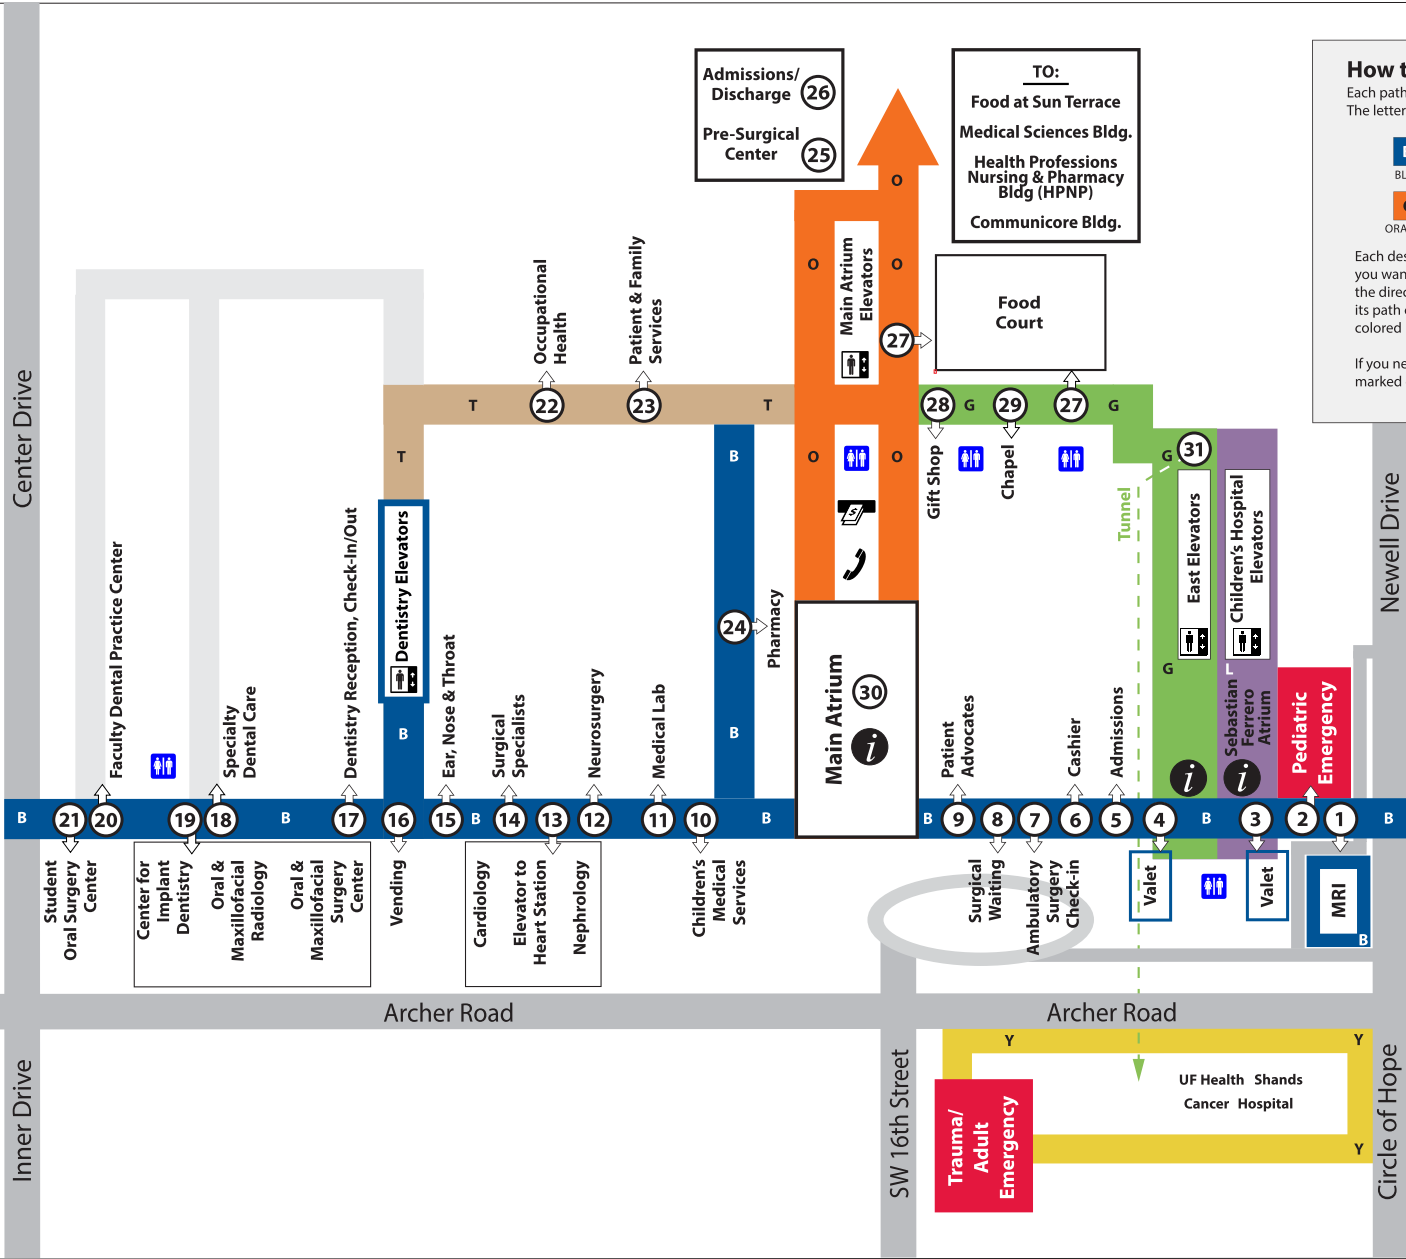 Admissions/
Discharge
26
Pre-Surgical
Center
25
TO:
Food at Sun Terrace
Medical Sciences Bldg.
Health Professions
Nursing & Pharmacy
Bldg (HPNP)
Communicore Bldg.
How t
Each path
The letter
BL
ORA
Each des
you wan
the direc
its path
colored
If you ne
marked
O
O
O
Main Atrium
Elevators
27
Food
Court
Occupational
Health
Patient & Family
Services
Center Drive
T
22
23
T
28
G
29
27
G
T
B
O
O
G
31
Gift Shop
Chapel
Tunnel
East Elevators
Children's Hospital
Elevators
Newell Drive
Dentistry Elevators
24
Pharmacy
Main Atrium
30
i
G
Sebastian
Ferrero
Atrium
Pediatric
Emergency
i
i
B
B
Faculty Dental Practice Center
Specialty
Dental Care
Dentistry Reception, Check-In/Out
Ear, Nose & Throat
Surgical
Specialists
Neurosurgery
Medical Lab
Patient
Advocates
Cashier
Admissions
B
21
20
19
18
B
17
16
15
B
14
13
12
11
10
B
B
9
8
7
6
5
4
B
3
2
1
B
Student
Oral Surgery
Center
Center for
Implant
Dentistry
Oral &
Maxillofacial
Radiology
Oral &
Maxillofacial
Surgery
Center
Vending
Cardiology
Elevator to
Heart Station
Nephrology
Children's
Medical
Services
Surgical
Waiting
Ambulatory
Surgery
Check-in
Valet
Valet
MRI
B
Archer Road
Archer Road
Inner Drive
SW 16th Street
Circle of Hope
Y
Y
UF Health Shands
Cancer Hospital
Y
Trauma/
Adult
Emergency